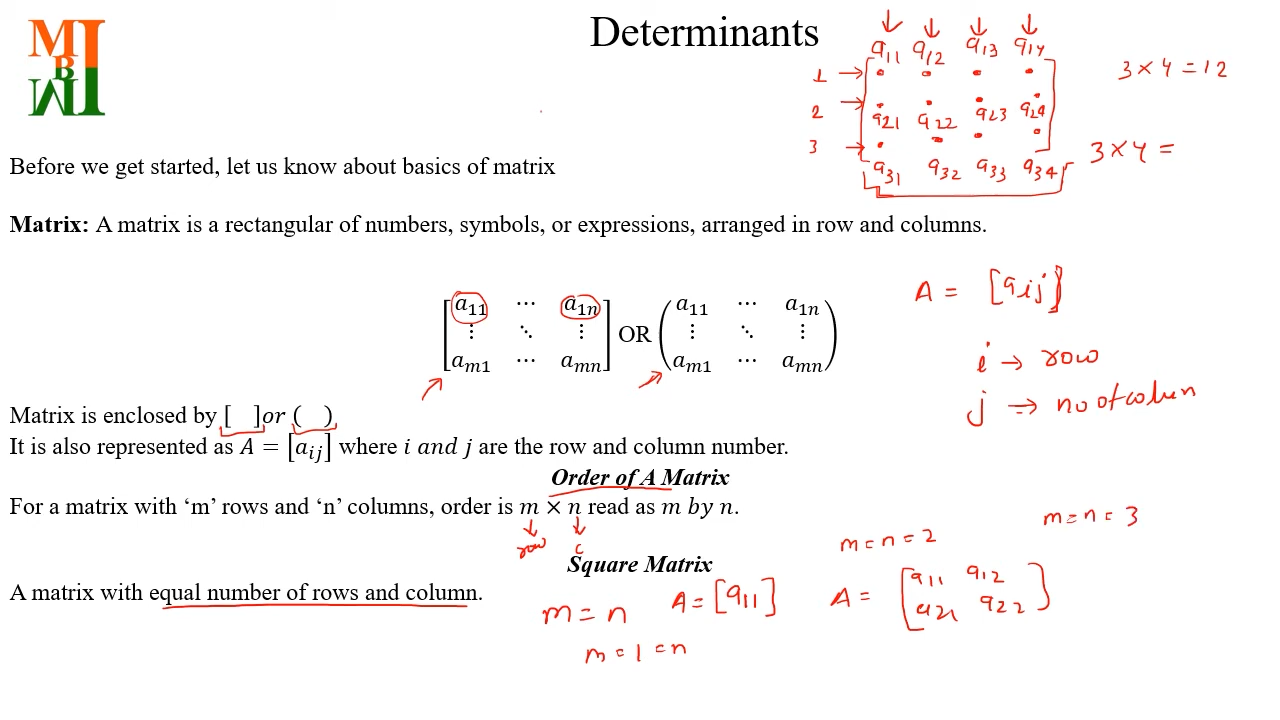 MI
B
MI
Determinants
a11 a12 a13 a14
1 →
2 → a21 a22 a23 a24
3 → a31 a32 a33 a34
3 × 4 = 12
3 × 4 =
Before we get started, let us know about basics of matrix
Matrix: A matrix is a rectangular of numbers, symbols, or expressions, arranged in row and columns.
[a11 ⋯ a1n
⋮ ⋱ ⋮
am1 ⋯ amn] OR (a11 ⋯ a1n
⋮ ⋱ ⋮
am1 ⋯ amn)
A = [aij]
i → row
j → no of column
Matrix is enclosed by [ ] or ( )
It is also represented as A = [aij] where i and j are the row and column number.
Order of A Matrix
For a matrix with ‘m’ rows and ‘n’ columns, order is m × n read as m by n.
row c
Square Matrix
A matrix with equal number of rows and column.
m = n A = [a11]
m = 1 = n
m = n = 2
A = [a11 a12
a21 a22]
m = n = 3